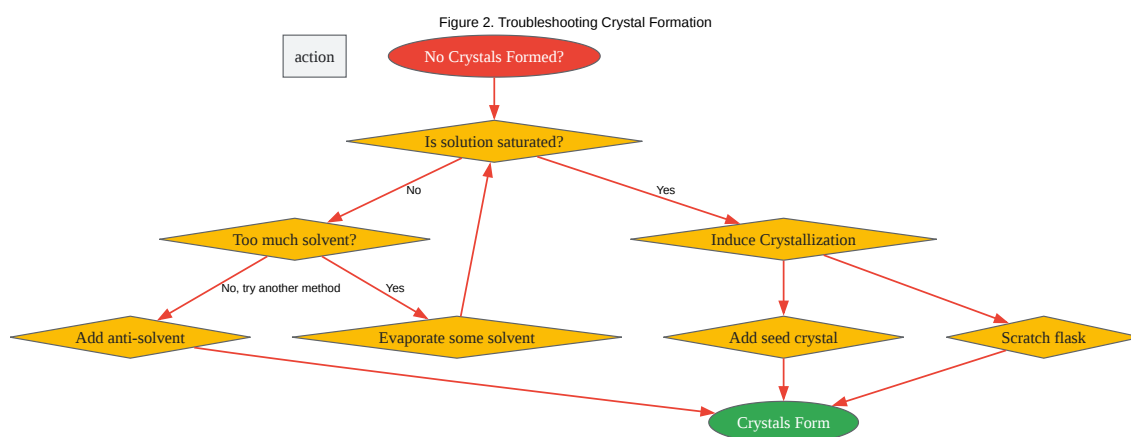 Figure 2. Troubleshooting Crystal Formation
action
No Crystals Formed?
Is solution saturated?
No
Yes
Too much solvent?
Induce Crystallization
No, try another method
Yes
Add anti-solvent
Evaporate some solvent
Add seed crystal
Scratch flask
Crystals Form